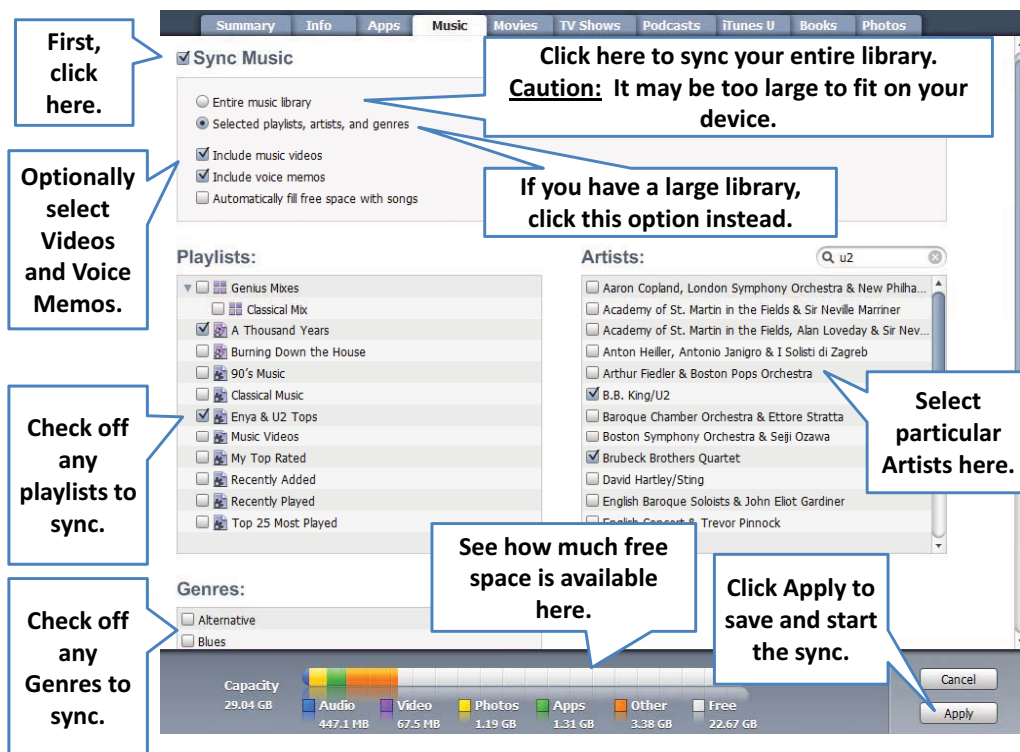 Summary Info Apps Music Movies TV Shows Podcasts iTunes U Books Photos
First,
click
here.
Sync Music
Click here to sync your entire library.
Caution: It may be too large to fit on your
device.
Entire music library
Selected playlists, artists, and genres
Include music videos
Include voice memos
Automatically fill free space with songs
Optionally
select
Videos
and Voice
Memos.
If you have a large library,
click this option instead.
Playlists:
Genius Mixes
Classical Mix
A Thousand Years
Burning Down the House
90's Music
Classical Music
Enya & U2 Tops
Music Videos
My Top Rated
Recently Added
Recently Played
Top 25 Most Played
Check off
any
playlists to
sync.
Artists:
u2
Aaron Copland, London Symphony Orchestra & New Philha...
Academy of St. Martin in the Fields & Sir Neville Marriner
Academy of St. Martin in the Fields, Alan Loveday & Sir Nev...
Anton Heiller, Antonio Janigro & I Solisti di Zagreb
Arthur Fiedler & Boston Pops Orchestra
B.B. King/U2
Baroque Chamber Orchestra & Ettore Stratta
Boston Symphony Orchestra & Seiji Ozawa
Brubeck Brothers Quartet
David Hartley/Sting
English Baroque Soloists & John Eliot Gardiner
English Concert & Trevor Pinnock
Select
particular
Artists here.
See how much free
space is available
here.
Click Apply to
save and start
the sync.
Genres:
Alternative
Blues
Check off
any
Genres to
sync.
Capacity
29.04 GB
Audio
447.1 MB
Video
67.5 MB
Photos
1.19 GB
Apps
1.31 GB
Other
3.38 GB
Free
22.67 GB
Cancel
Apply